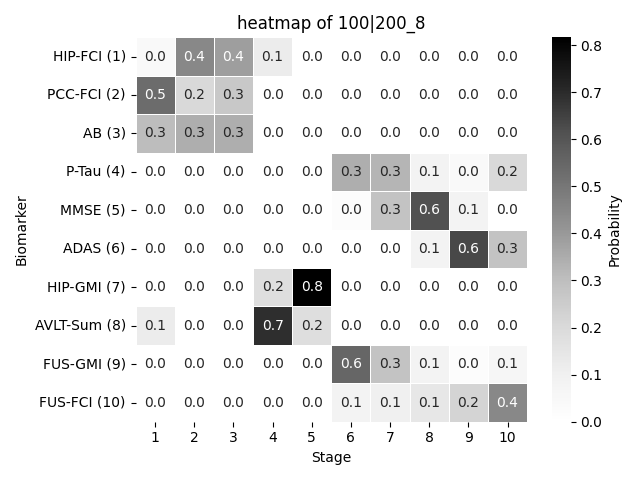 heatmap of 100|200_8
HIP-FCI (1) 0.0 0.4 0.4 0.1 0.0 0.0 0.0 0.0 0.0 0.0
PCC-FCI (2) 0.5 0.2 0.3 0.0 0.0 0.0 0.0 0.0 0.0 0.0
AB (3) 0.3 0.3 0.3 0.0 0.0 0.0 0.0 0.0 0.0 0.0
P-Tau (4) 0.0 0.0 0.0 0.0 0.0 0.3 0.3 0.1 0.0 0.2
MMSE (5) 0.0 0.0 0.0 0.0 0.0 0.0 0.3 0.6 0.1 0.0
ADAS (6) 0.0 0.0 0.0 0.0 0.0 0.0 0.0 0.1 0.6 0.3
HIP-GMI (7) 0.0 0.0 0.0 0.2 0.8 0.0 0.0 0.0 0.0 0.0
AVLT-Sum (8) 0.1 0.0 0.0 0.7 0.2 0.0 0.0 0.0 0.0 0.0
FUS-GMI (9) 0.0 0.0 0.0 0.0 0.0 0.6 0.3 0.1 0.0 0.1
FUS-FCI (10) 0.0 0.0 0.0 0.0 0.0 0.1 0.1 0.1 0.2 0.4
1 2 3 4 5 6 7 8 9 10
Stage
Biomarker
0.8
0.7
0.6
0.5
0.4
0.3
0.2
0.1
0.0
Probability